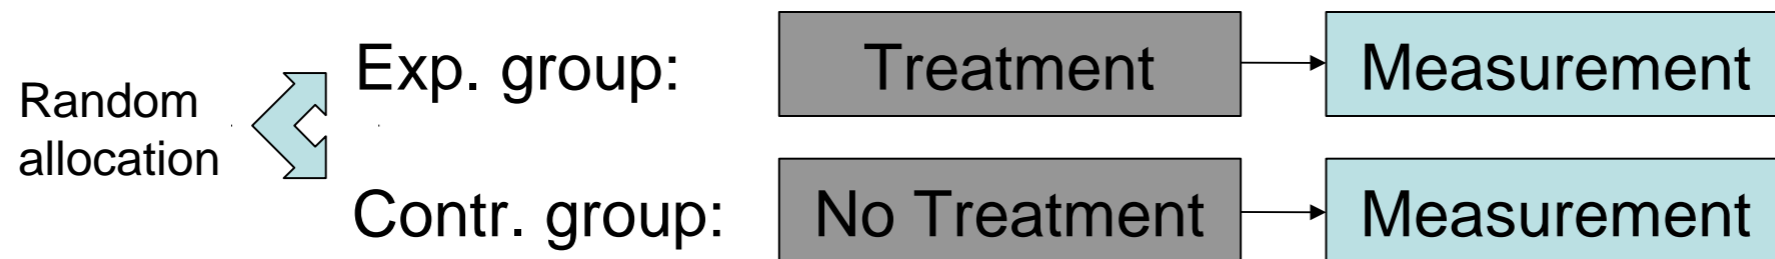 Random
allocation
Exp. group:
Treatment
Measurement
Contr. group:
No Treatment
Measurement